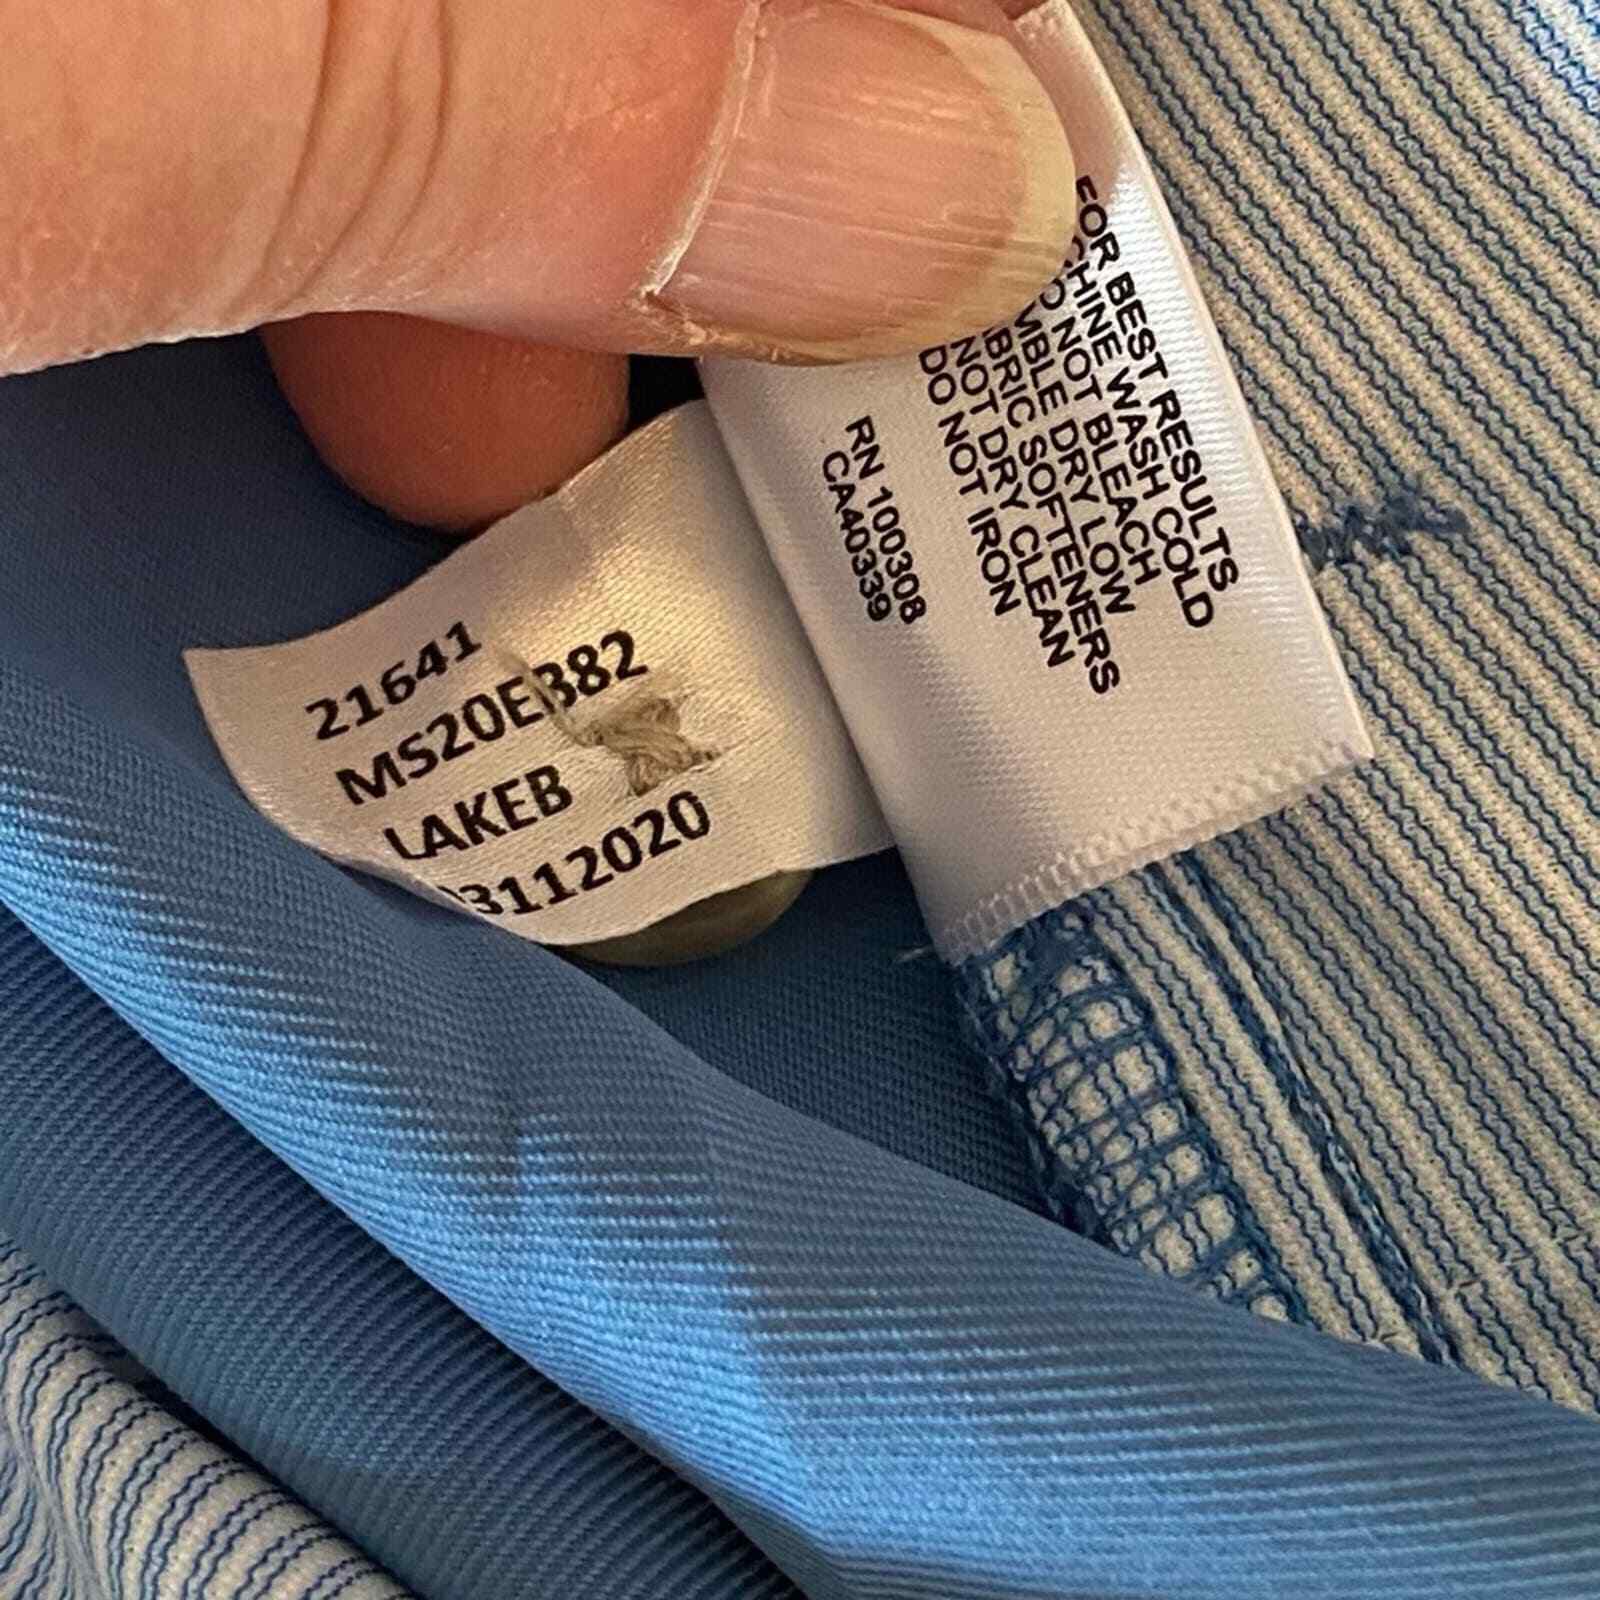 FOR BEST RESULTS
CHINE WASH COLD
O NOT BLEACH
MBLE DRY LOW
BRIC SOFTENERS
NOT DRY CLEAN
DO NOT IRON
RN 100308
CA40339
21641
MS20EB82
LAKEB
3112020